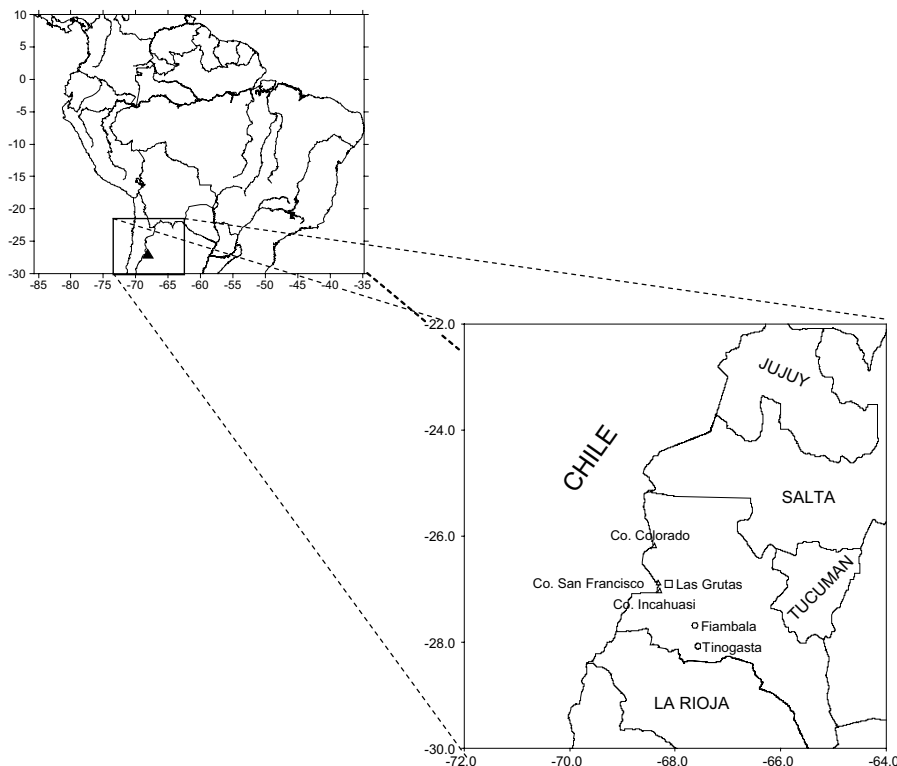 10
5
0
-5
-10
-15
-20
-25
-30
-85 -80 -75 -70 -65 -60 -55 -50 -45 -40 -35
-22.0
JUJUY
-24.0
CHILE
SALTA
-26.0
Co. Colorado
Co. San Francisco Las Grutas
TUCUMAN
Co. Incahuasi
Fiambala
-28.0
Tinogasta
LA RIOJA
-30.0
-72.0 -70.0 -68.0 -66.0 -64.0